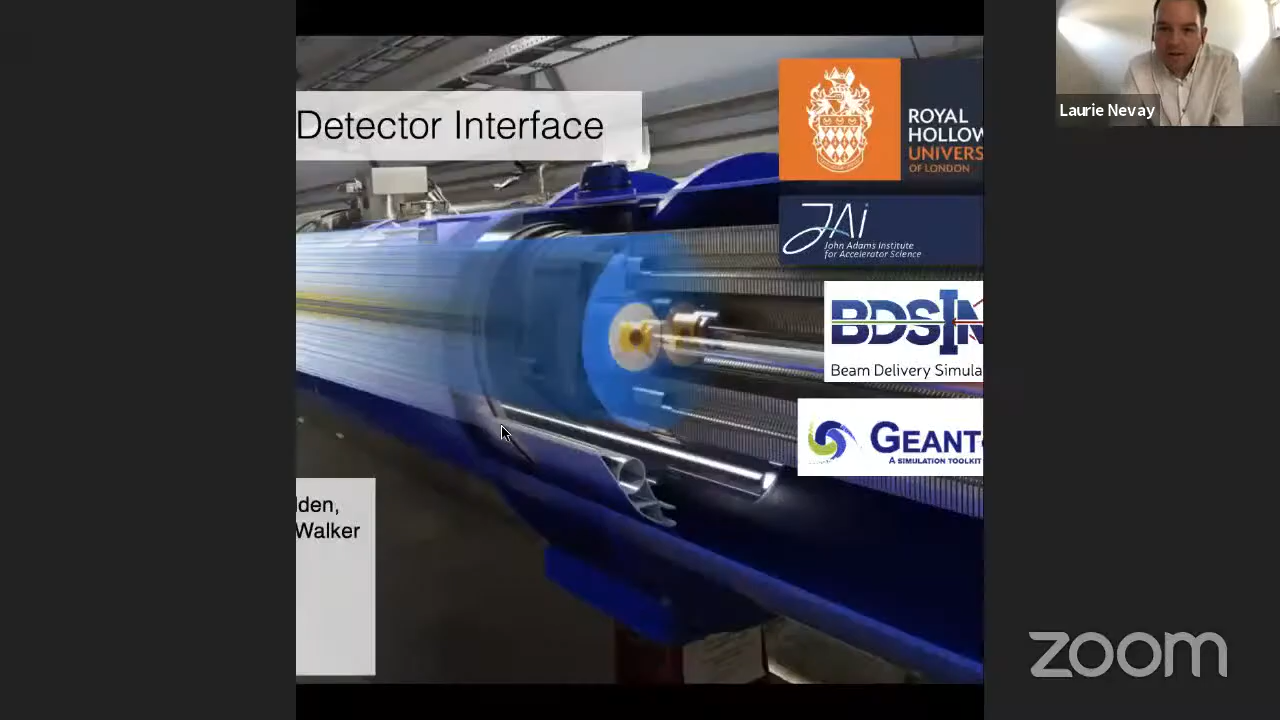 Detector Interface
ROYAL
HOLLOW
UNIVERS
OF LONDON
JAi
John Adams Institute
for Accelerator Science
BDSIN
Beam Delivery Simula
GEANT
A SIMULATION TOOLKIT
lden,
Walker
Laurie Nevay
zoom